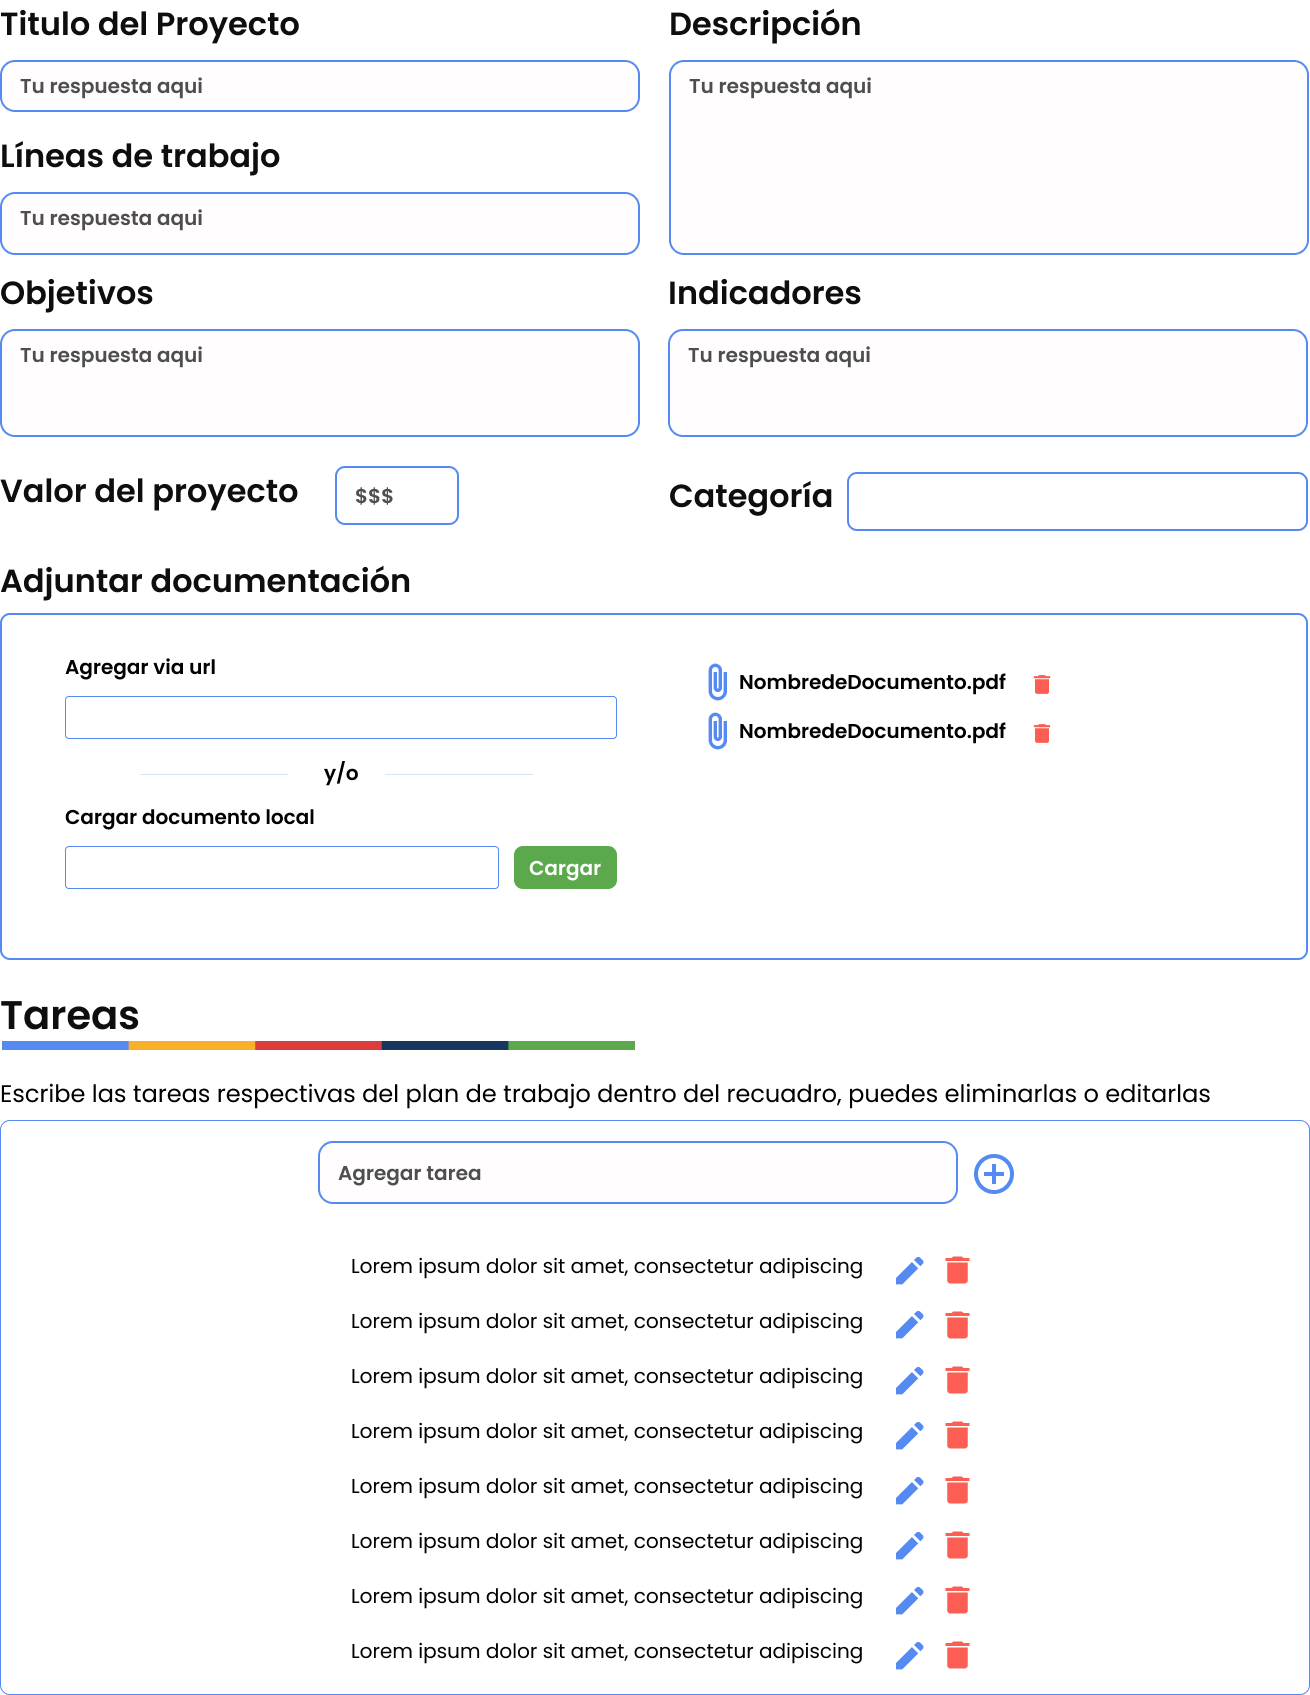 Titulo del Proyecto
Tu respuesta aqui
Descripción
Tu respuesta aqui
Líneas de trabajo
Tu respuesta aqui
Objetivos
Tu respuesta aqui
Indicadores
Tu respuesta aqui
Valor del proyecto
$$$
Categoría
Adjuntar documentación
Agregar via url
y/o
Cargar documento local
Cargar
NombredeDocumento.pdf
NombredeDocumento.pdf
Tareas
Escribe las tareas respectivas del plan de trabajo dentro del recuadro, puedes eliminarlas o editarlas
Agregar tarea
Lorem ipsum dolor sit amet, consectetur adipiscing
Lorem ipsum dolor sit amet, consectetur adipiscing
Lorem ipsum dolor sit amet, consectetur adipiscing
Lorem ipsum dolor sit amet, consectetur adipiscing
Lorem ipsum dolor sit amet, consectetur adipiscing
Lorem ipsum dolor sit amet, consectetur adipiscing
Lorem ipsum dolor sit amet, consectetur adipiscing
Lorem ipsum dolor sit amet, consectetur adipiscing